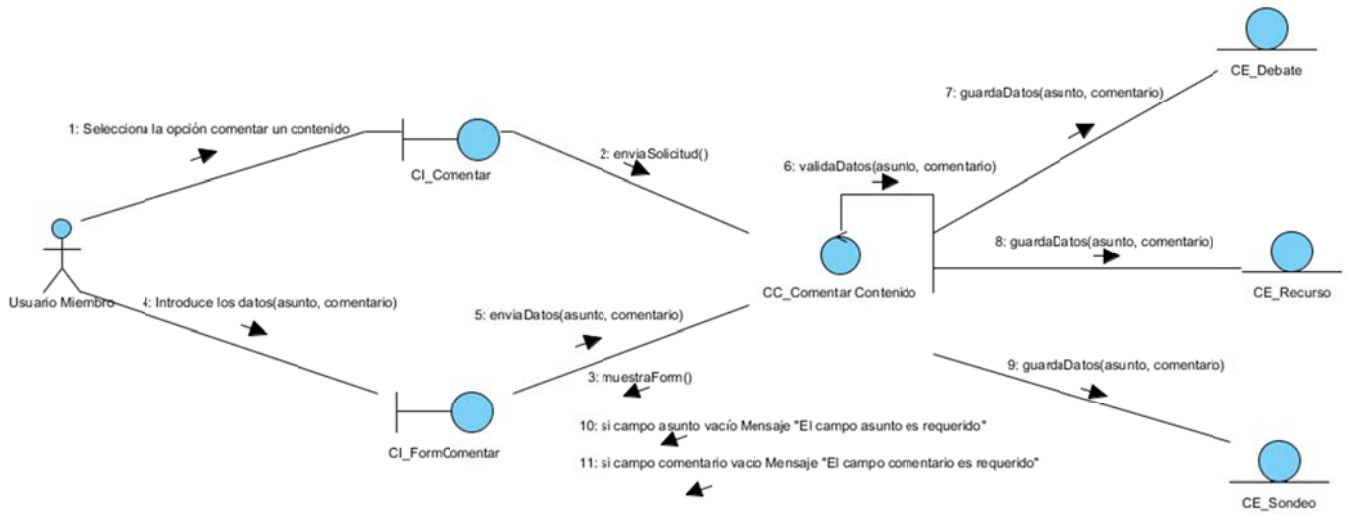 CE_Debate
7: guardaDatos(asunto, comentario)
1: Selecciona la opción comentar un contenido
2: enviaSolicitud()
6: validaDatos(asunto, comentario)
CI_Comentar
8: guardaDatos(asunto, comentario)
Usuario Miembro
4: Introduce los datos(asunto, comentario)
CC_Comentar Contenido
CE_Recurso
5: enviaDatos(asunto, comentario)
9: guardaDatos(asunto, comentario)
3: muestraForm()
10: si campo asunto vacío Mensaje "El campo asunto es requerido"
CI_FormComentar
11: si campo comentario vacio Mensaje "El campo comentario es requerido"
CE_Sondeo